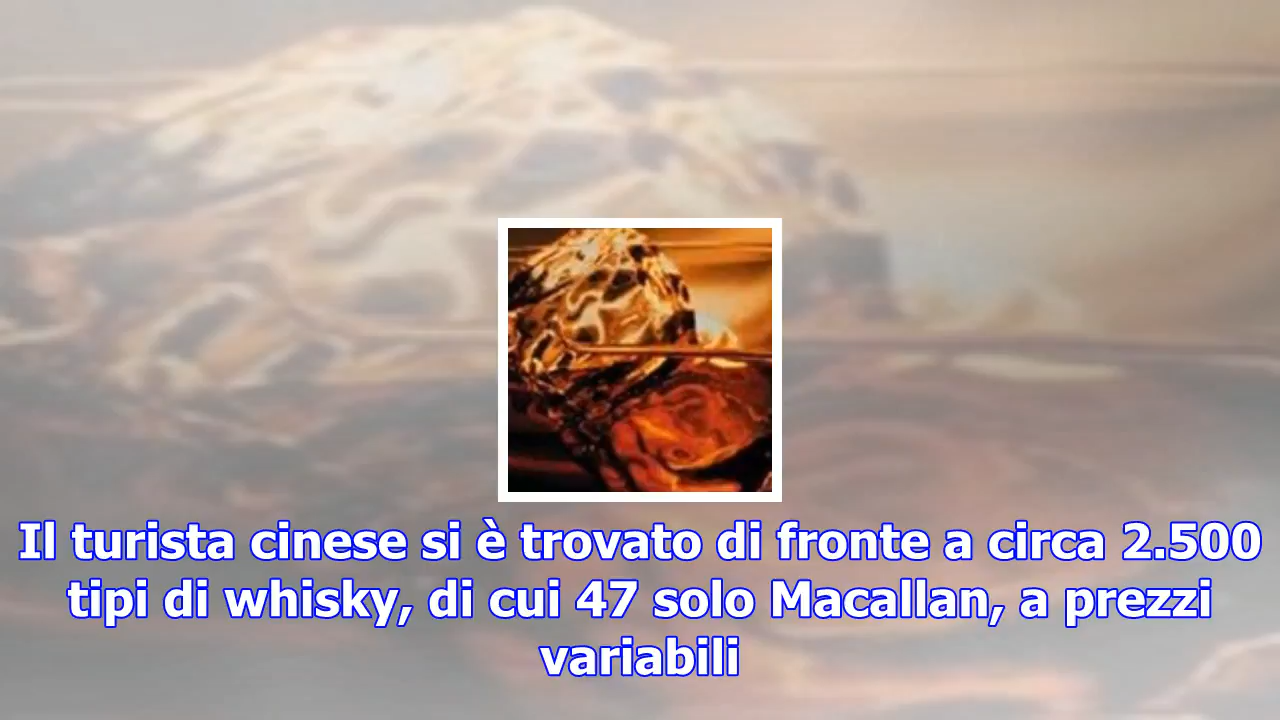 Il turista cinese si è trovato di fronte a circa 2.500
tipi di whisky, di cui 47 solo Macallan, a prezzi
variabili